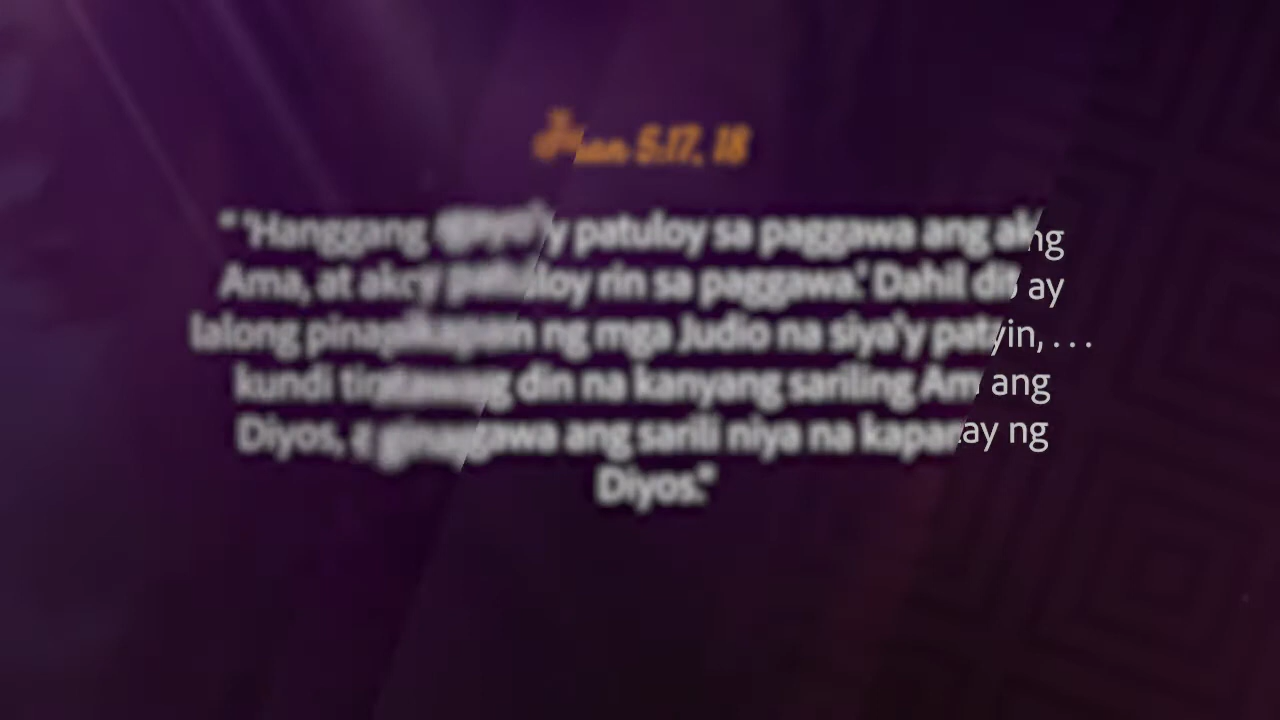 Juan 5:17, 18
" 'Hanggang ngayo'y patuloy sa paggawa ang aking
Ama, at ako'y patuloy rin sa paggawa.' Dahil dito ay
lalong pinagsikapan ng mga Judio na siya'y patayin, . . .
kundi tinatawag din na kanyang sariling Ama ang
Diyos, ginagawa ang sarili niya na kapantay ng
Diyos."